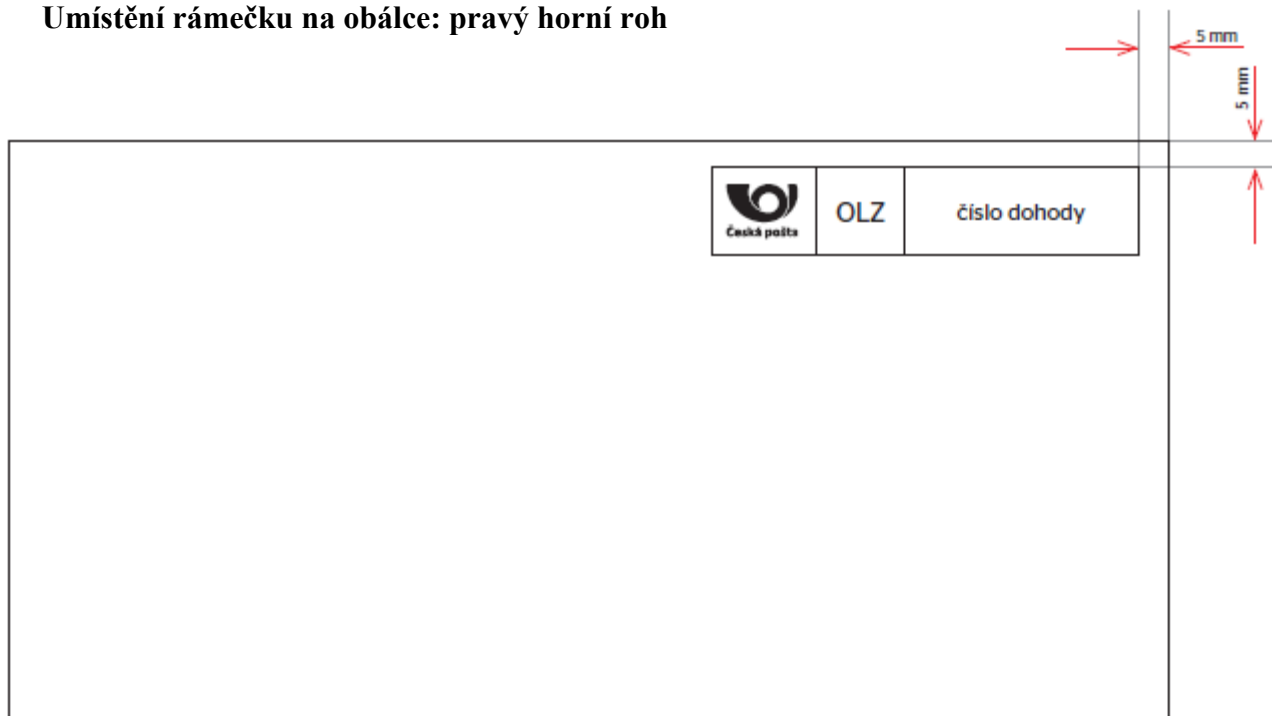 Umístění rámečku na obálce: pravý horní roh
5 mm
5 mm
Česká pošta
OLZ
číslo dohody